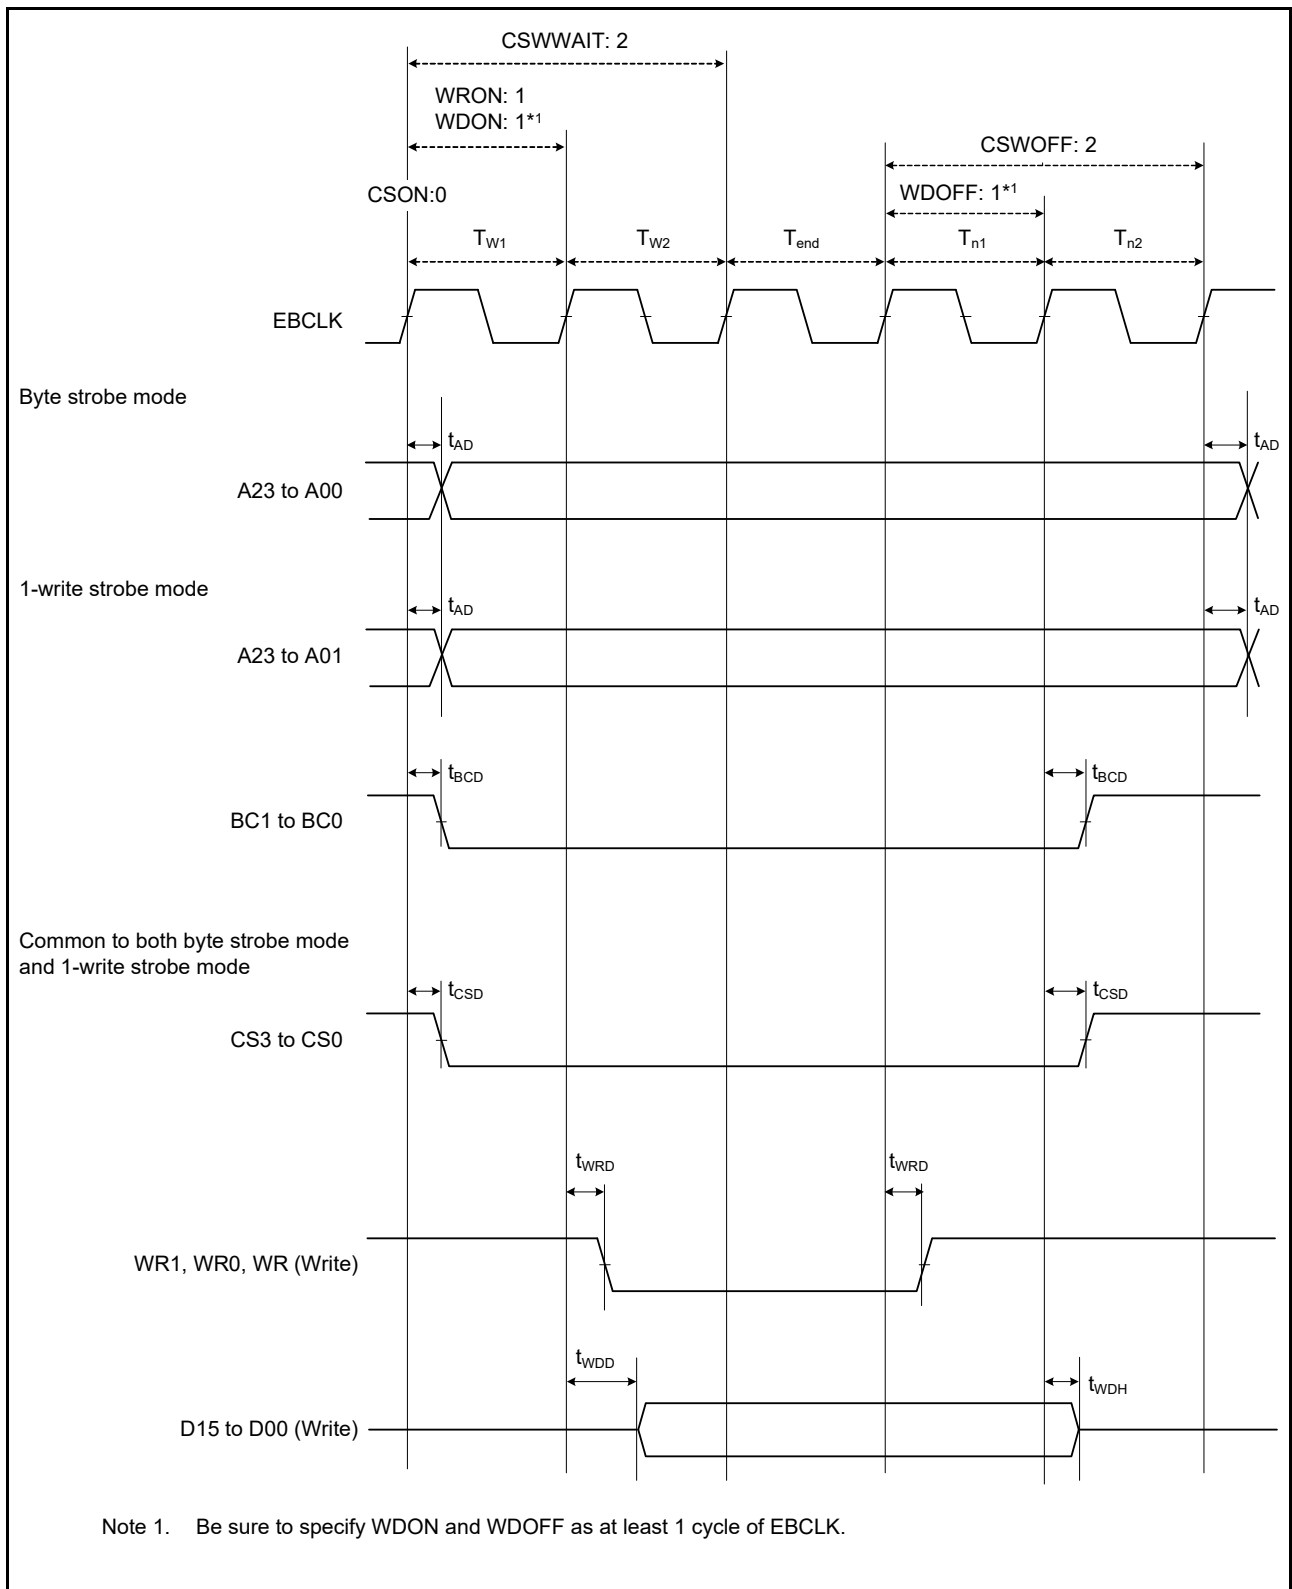 CSWWAIT: 2
WRON: 1
WDON: 1*1
CSWOFF: 2
CSON:0
WDOFF: 1*1
TW1 TW2 Tend Tn1 Tn2
EBCLK
Byte strobe mode
tAD tAD
A23 to A00
1-write strobe mode
tAD tAD
A23 to A01
tBCD tBCD
BC1 to BC0
Common to both byte strobe mode
and 1-write strobe mode
tCSD tCSD
CS3 to CS0
tWRD tWRD
WR1, WR0, WR (Write)
tWDD
tWDH
D15 to D00 (Write)
Note 1. Be sure to specify WDON and WDOFF as at least 1 cycle of EBCLK.